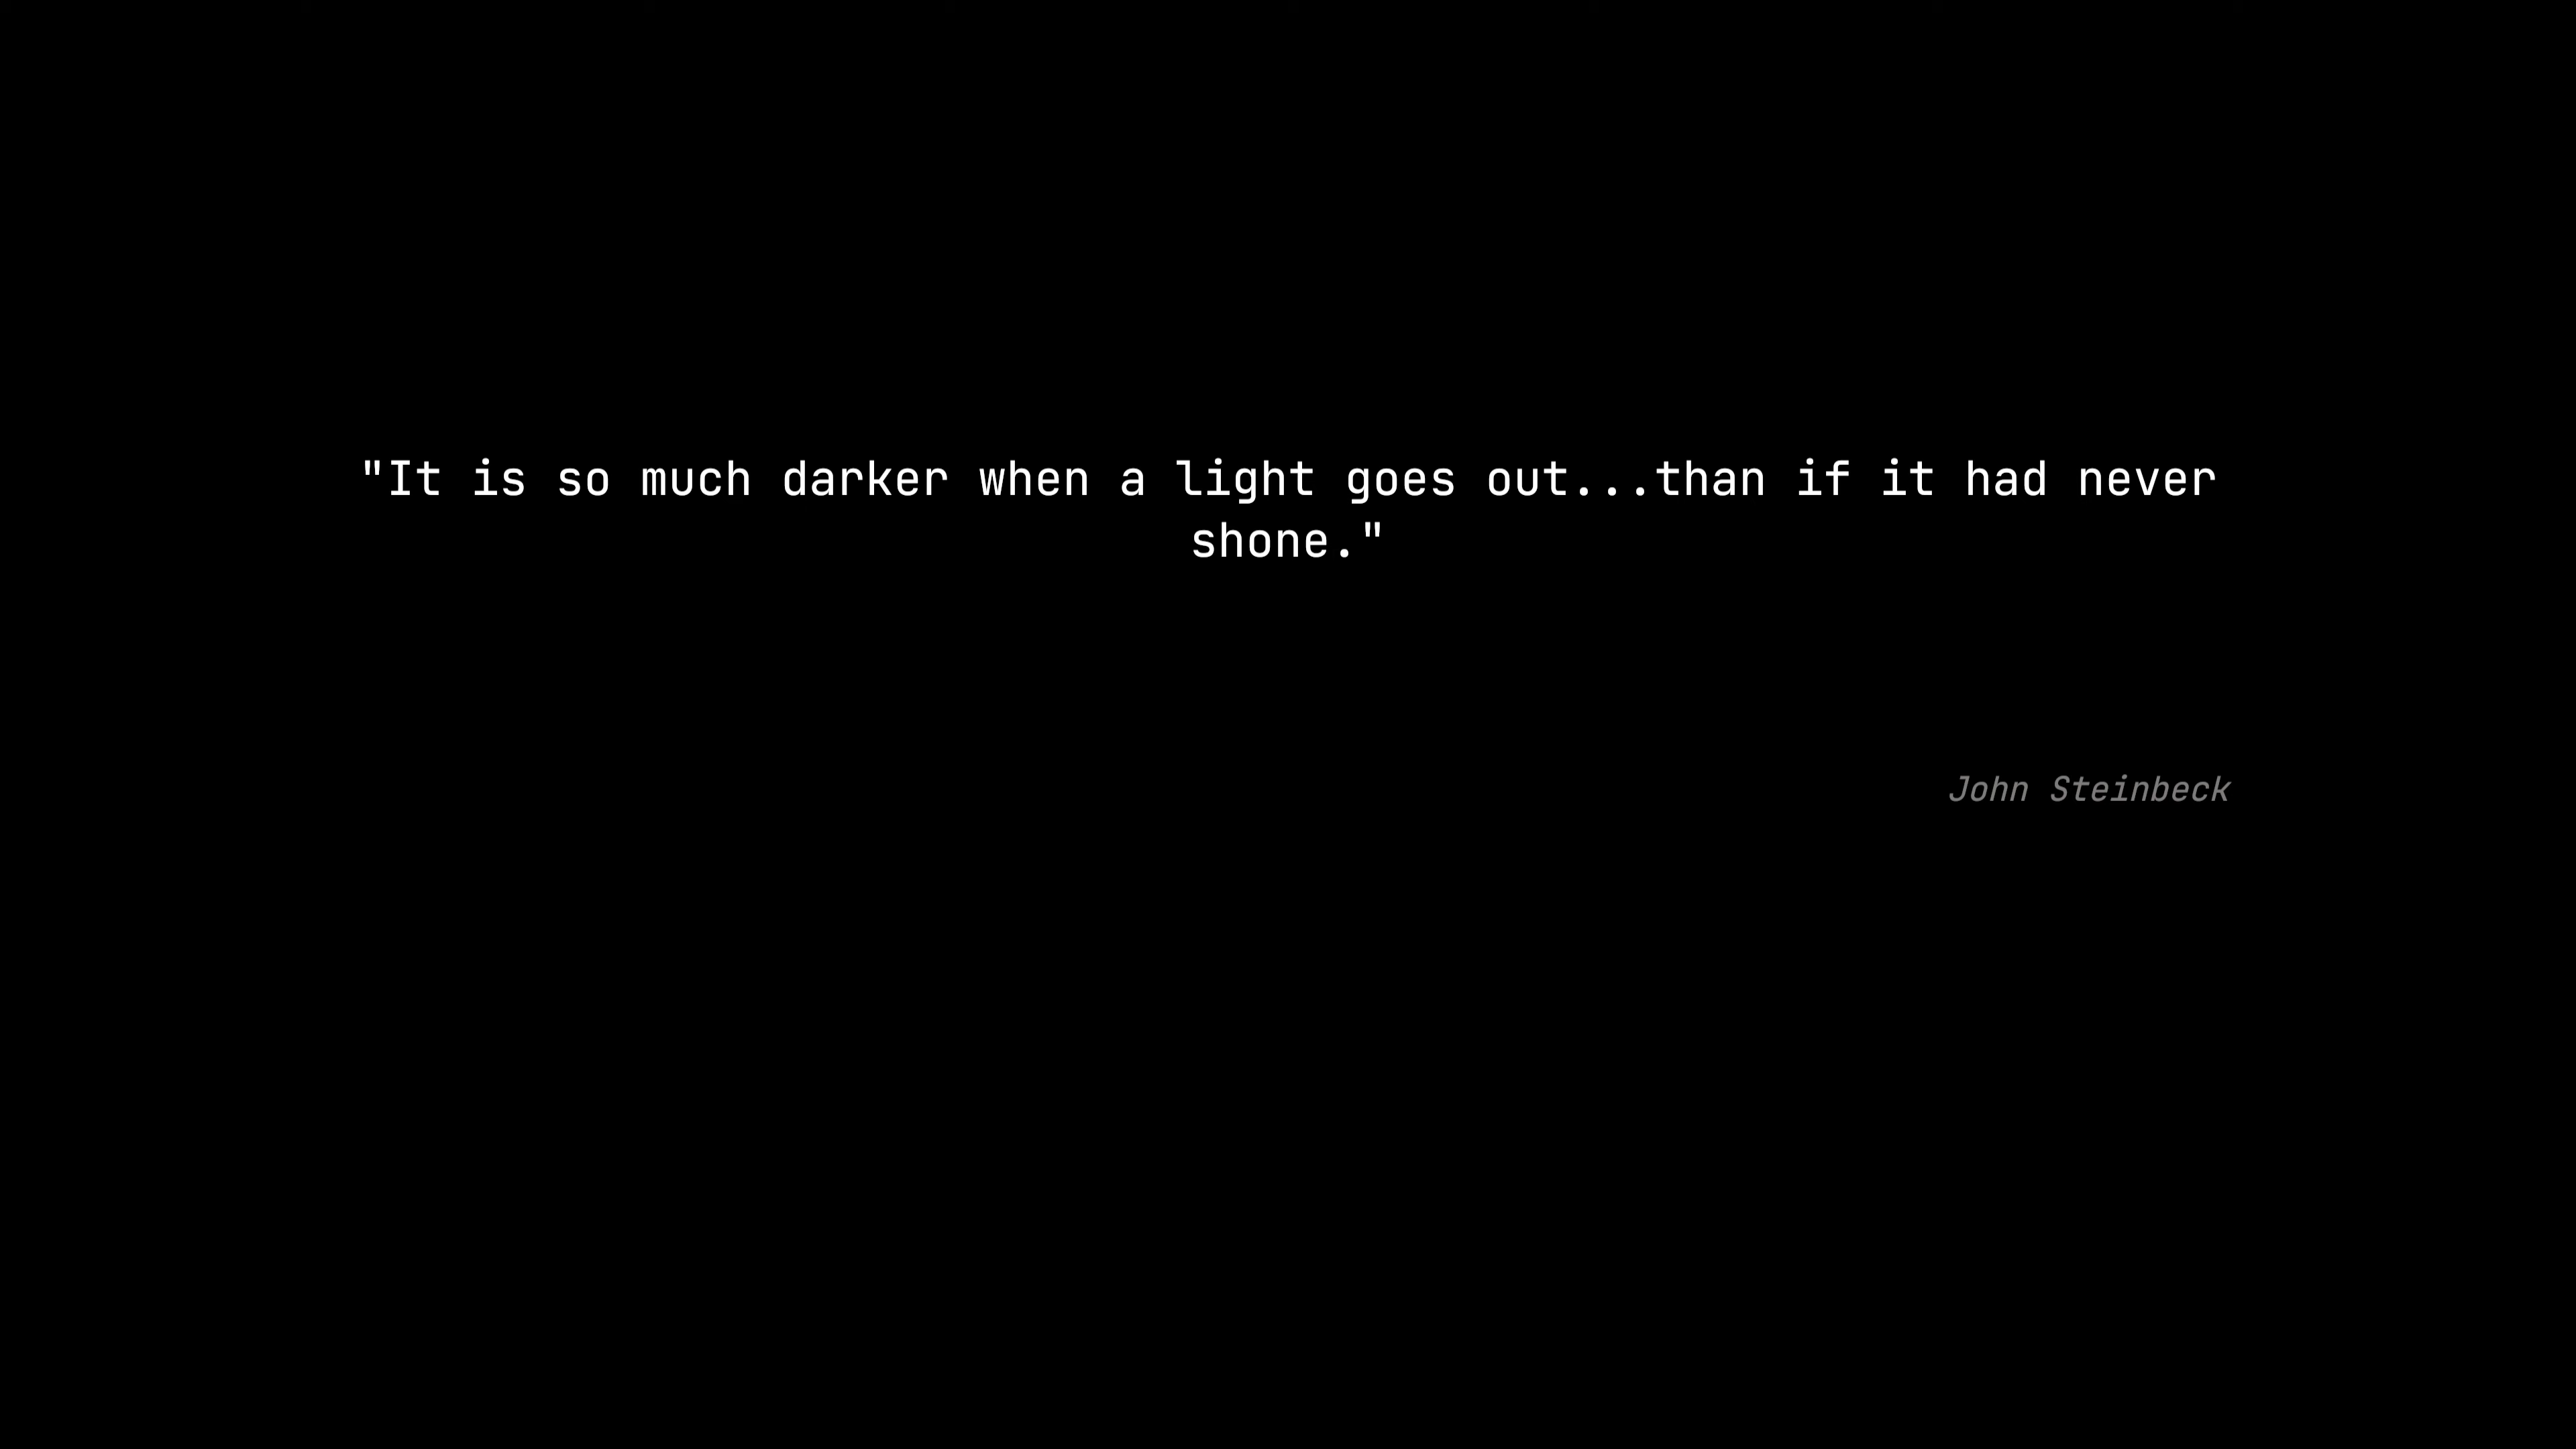 "It is so much darker when a light goes out...than if it had never
shone."
John Steinbeck